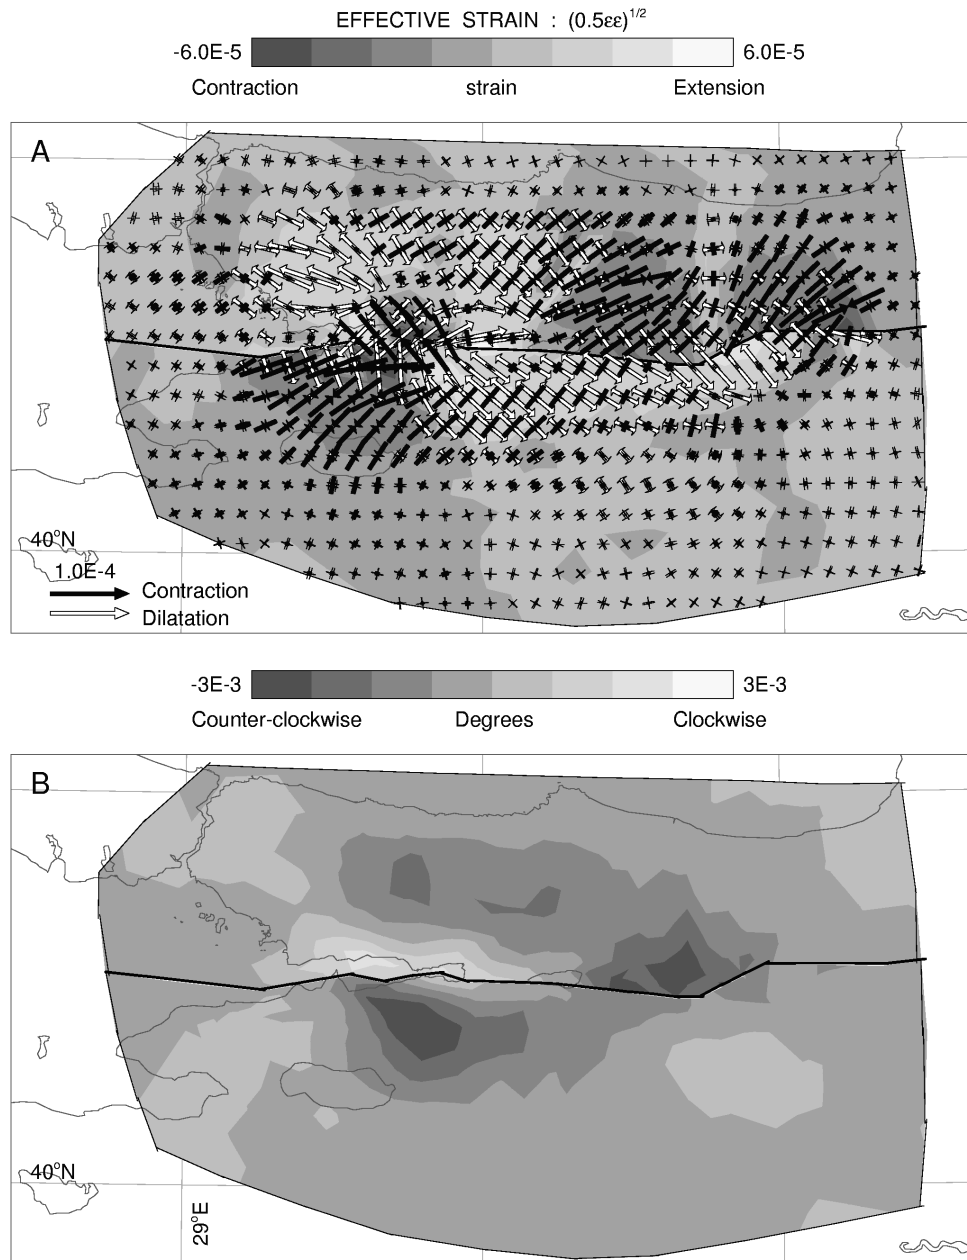 EFFECTIVE STRAIN : (0.5εε)^1/2
-6.0E-5 6.0E-5
Contraction strain Extension
A
40°N
1.0E-4
Contraction
Dilatation
-3E-3 3E-3
Counter-clockwise Degrees Clockwise
B
40°N
29°E